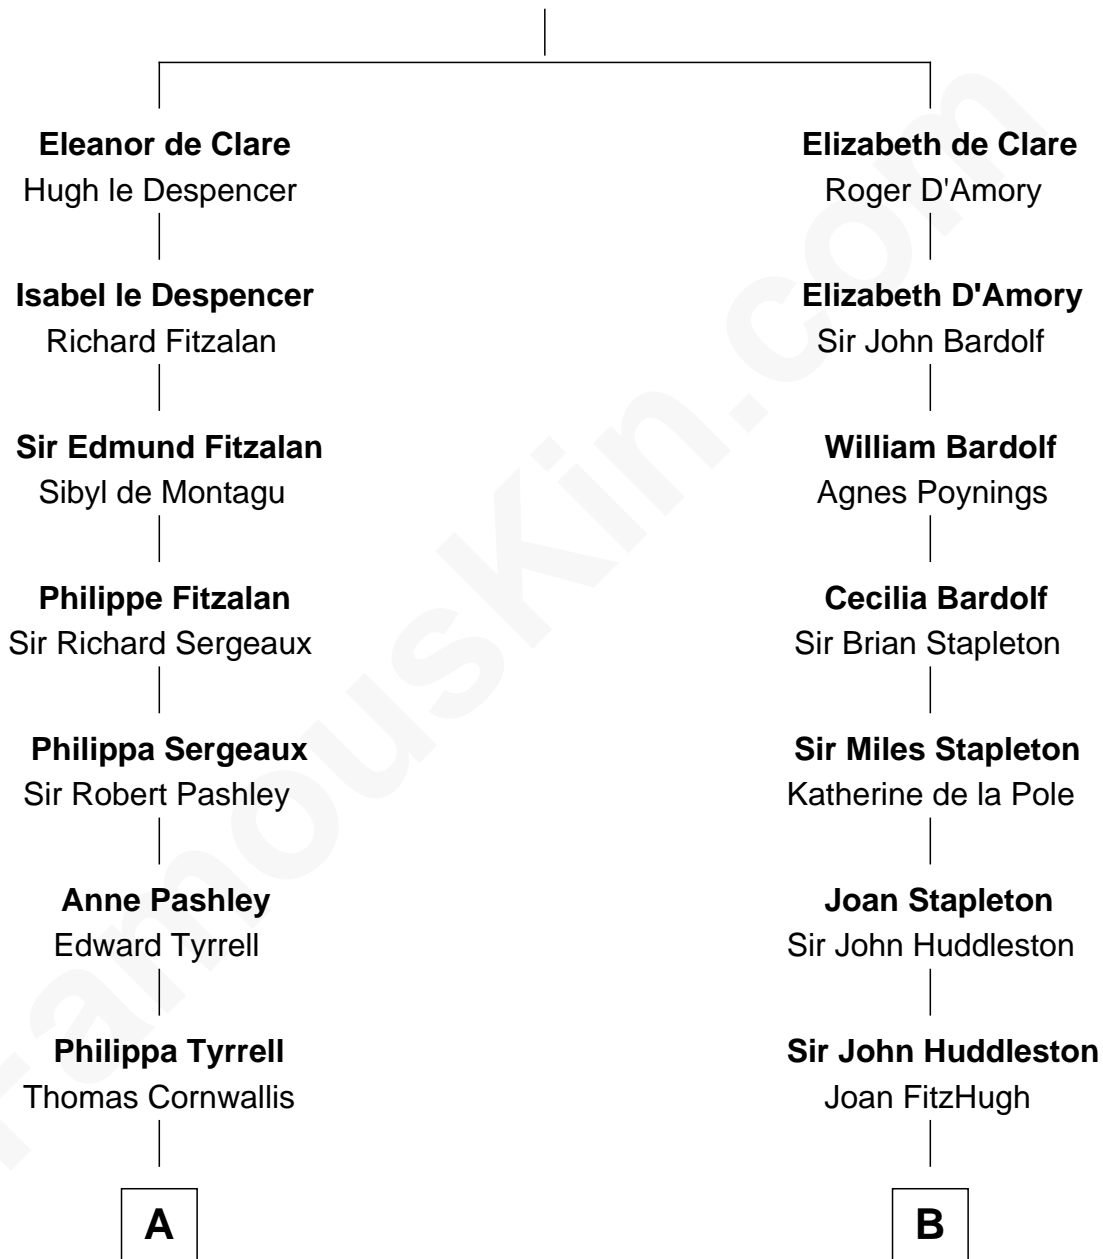 Eleanor de Clare
Hugh le Despencer
Isabel le Despencer
Richard Fitzalan
Sir Edmund Fitzalan
Sibyl de Montagu
Philippe Fitzalan
Sir Richard Sergeaux
Philippa Sergeaux
Sir Robert Pashley
Anne Pashley
Edward Tyrrell
Philippa Tyrrell
Thomas Cornwallis
A
Elizabeth de Clare
Roger D'Amory
Elizabeth D'Amory
Sir John Bardolf
William Bardolf
Agnes Poynings
Cecilia Bardolf
Sir Brian Stapleton
Sir Miles Stapleton
Katherine de la Pole
Joan Stapleton
Sir John Huddleston
Sir John Huddleston
Joan FitzHugh
B
FamousKin.com